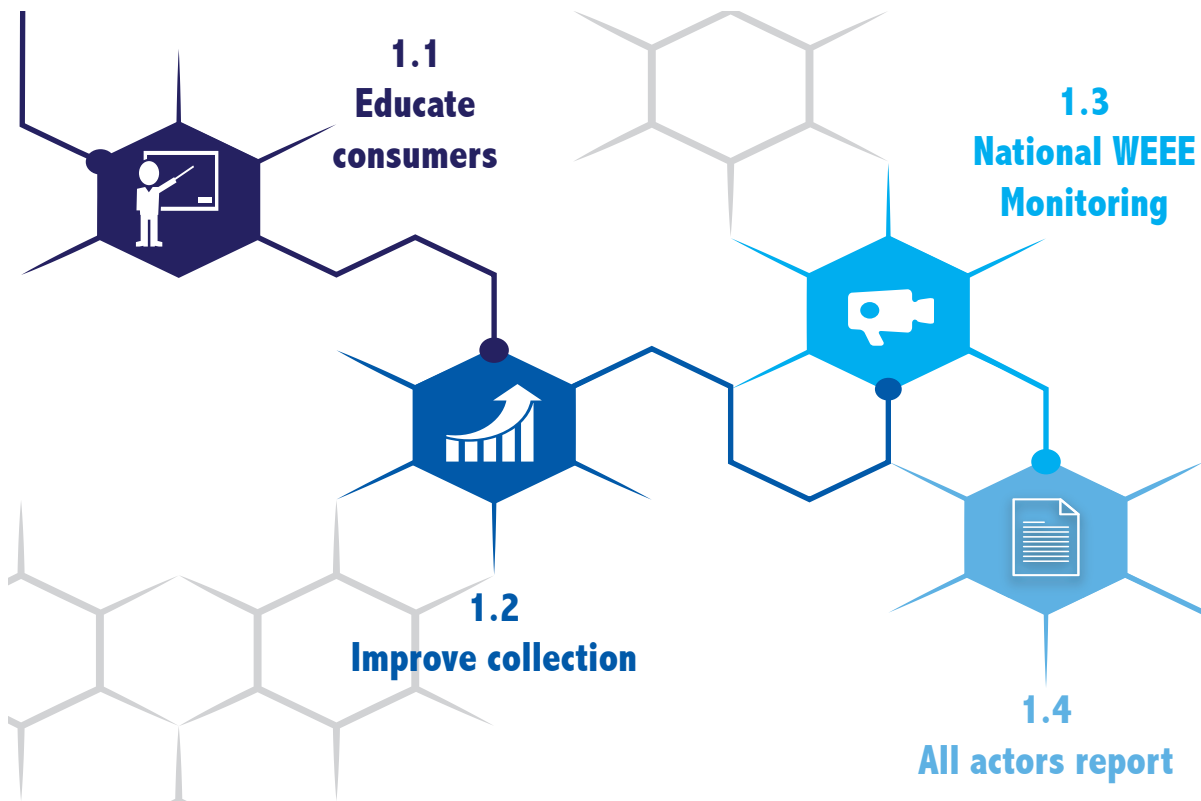 1.1
Educate
consumers
1.3
National WEEE
Monitoring
1.2
Improve collection
1.4
All actors report